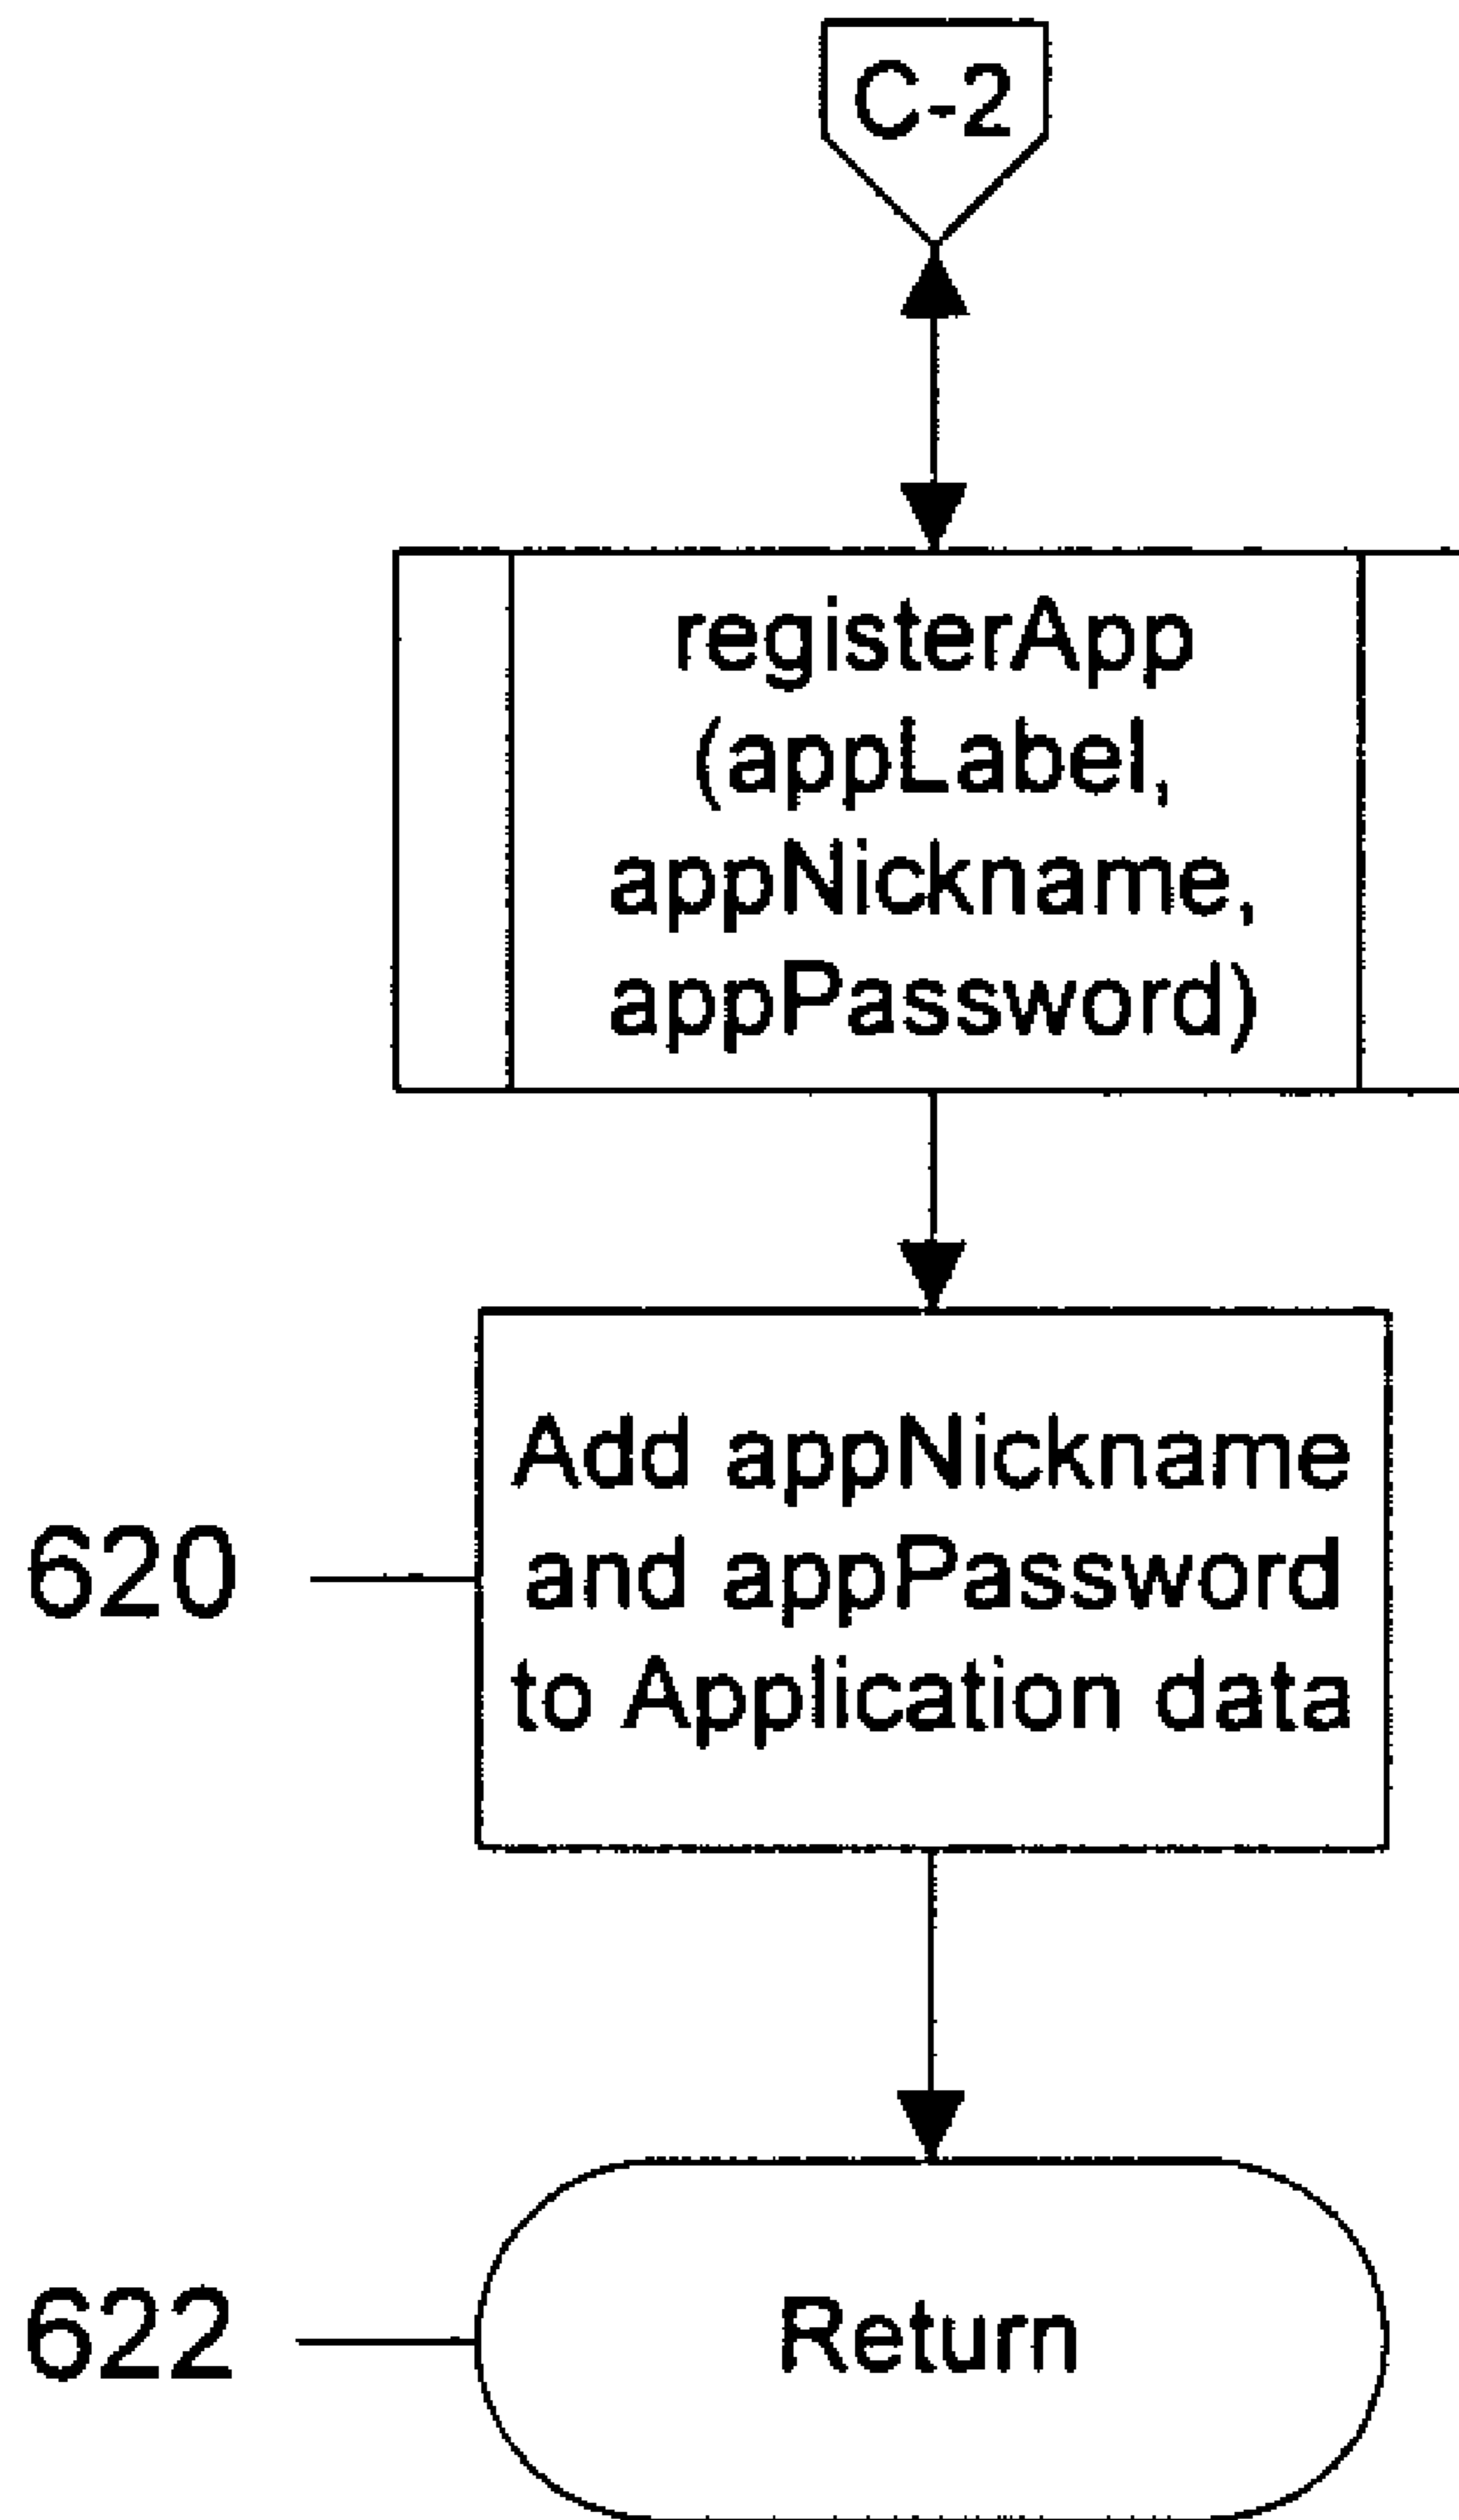 C-2
registerApp
(appLabel,
appNickname,
appPassword)
Add appNickname
and appPassword
to Application data
620
Return
622